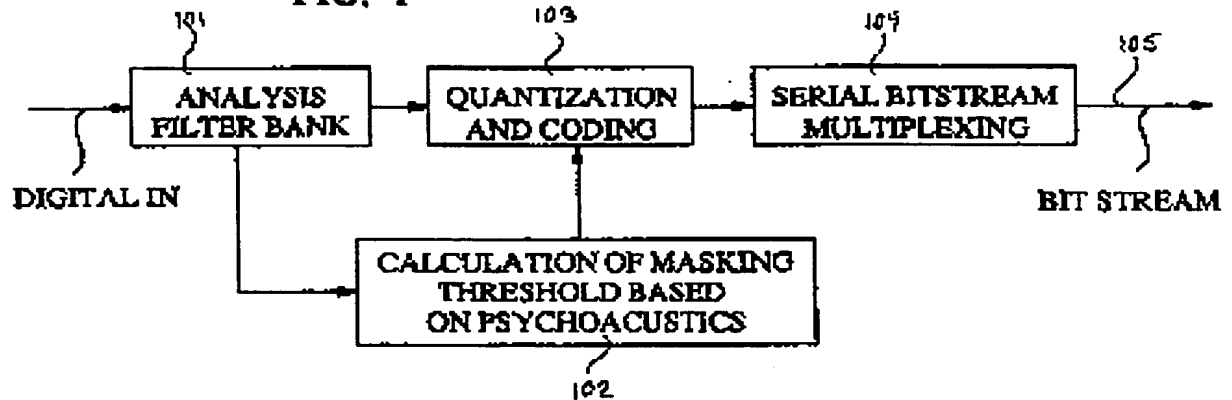 101
103
104
105
ANALYSIS
FILTER BANK
QUANTIZATION
AND CODING
SERIAL BITSTREAM
MULTIPLEXING
DIGITAL IN
BIT STREAM
CALCULATION OF MASKING
THRESHOLD BASED
ON PSYCHOACUSTICS
102